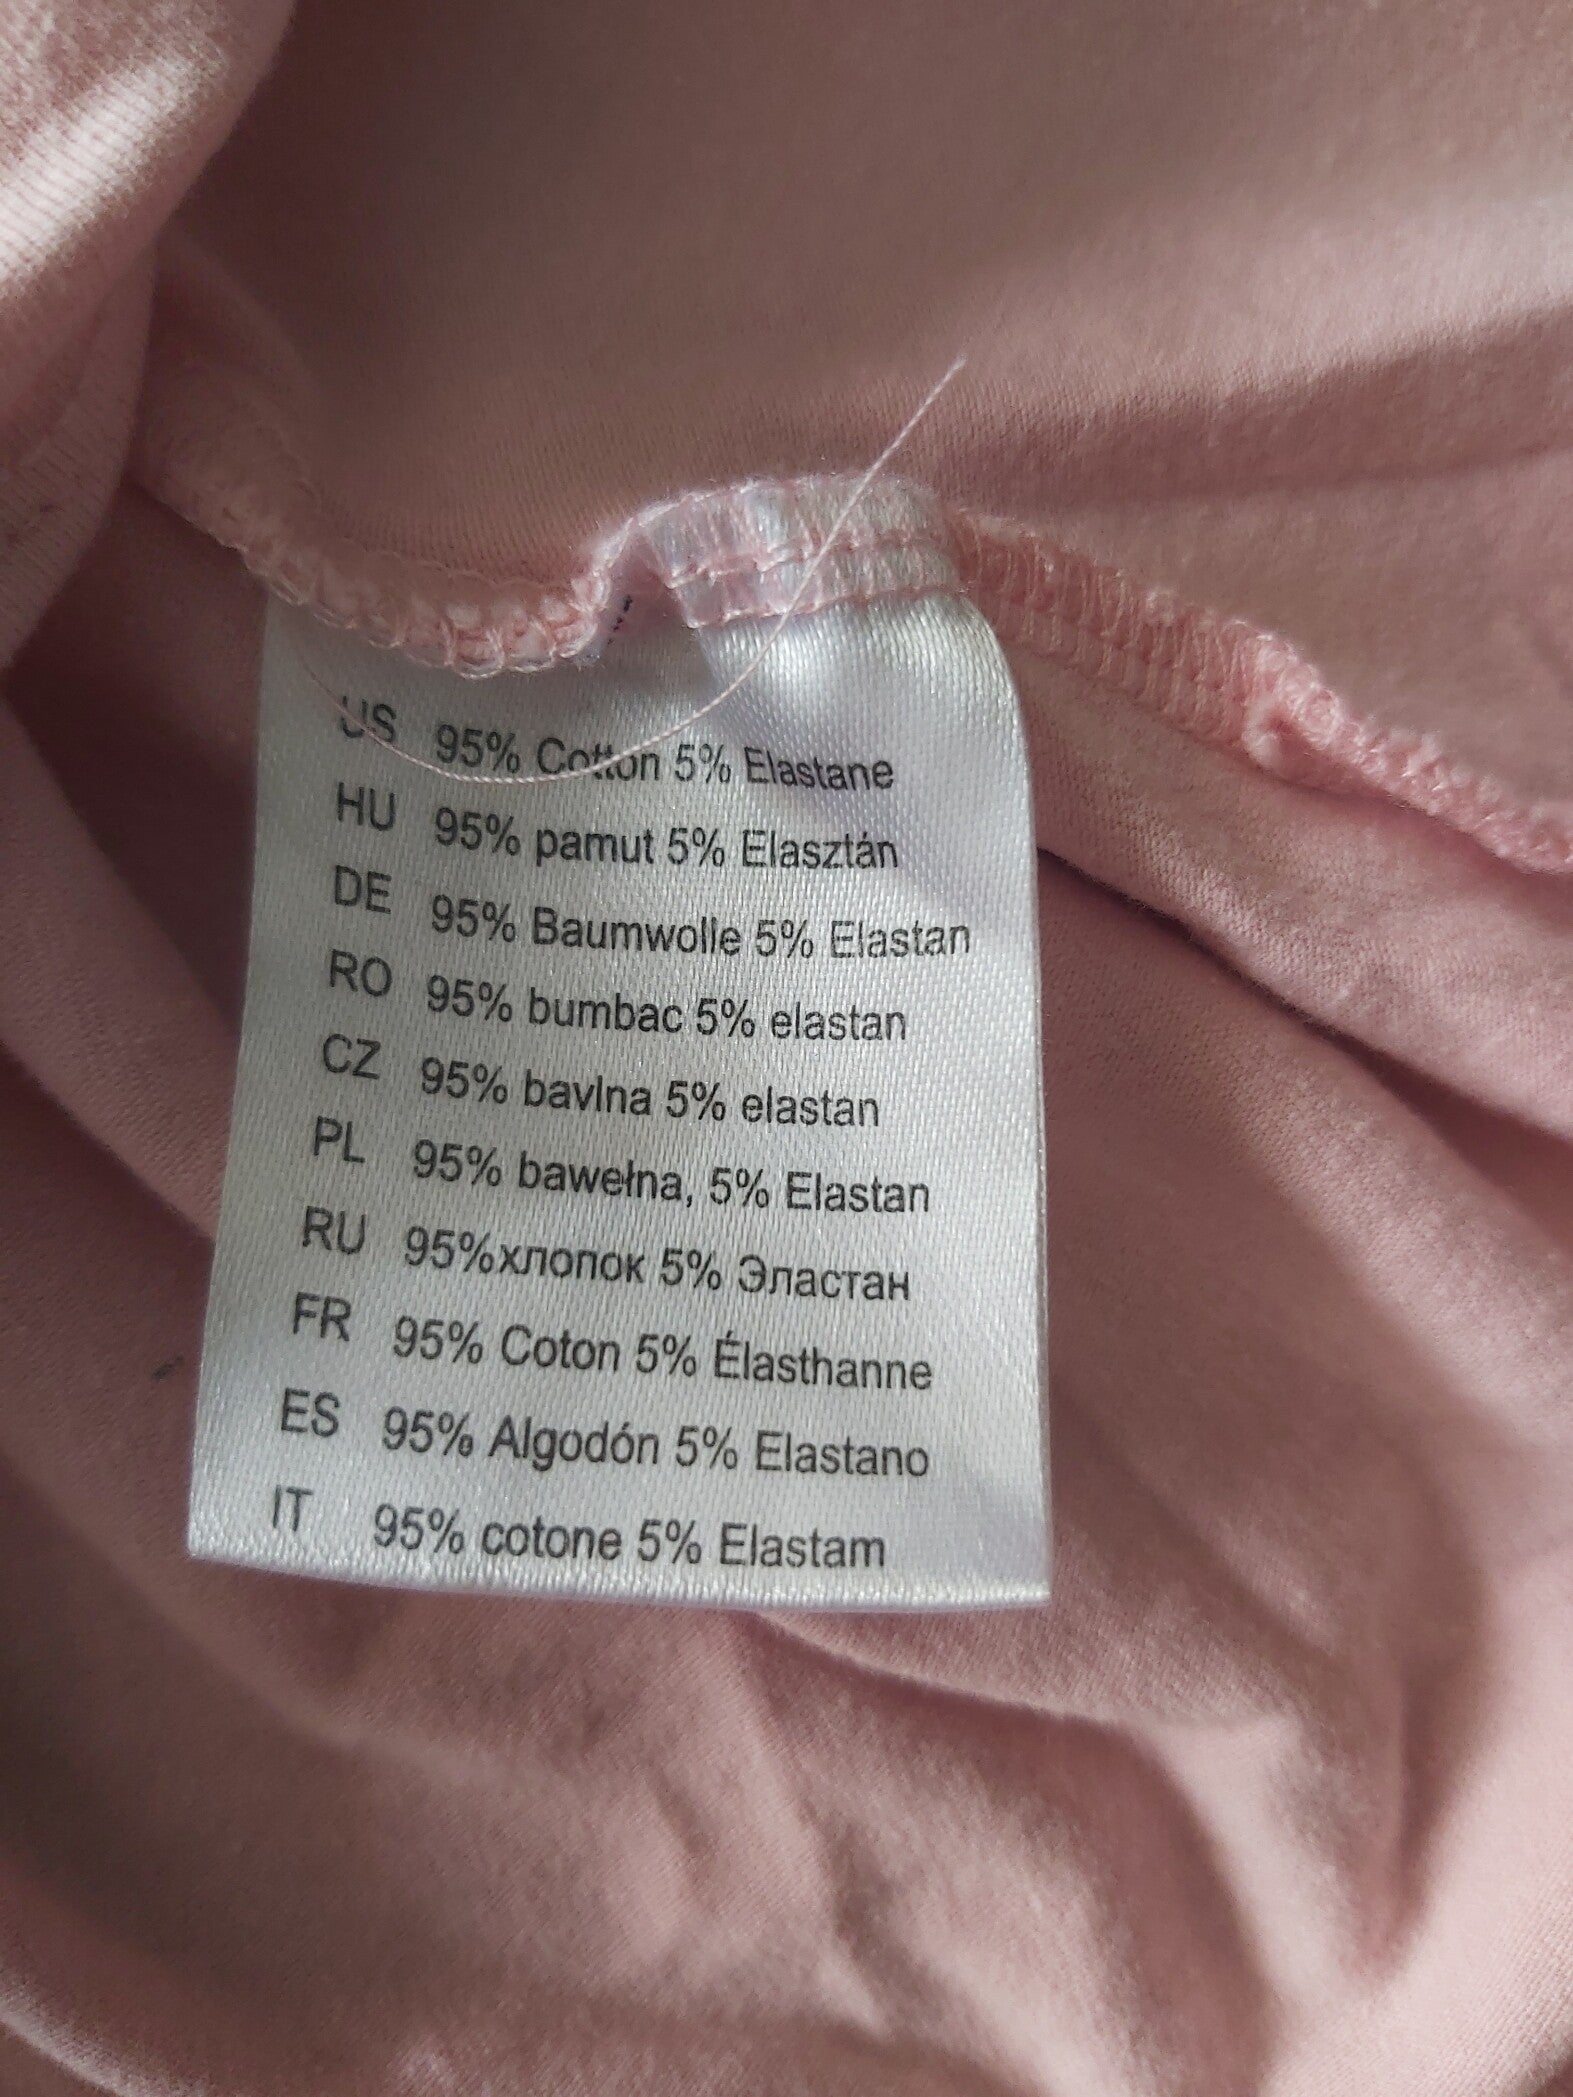 US 95% Cotton 5% Elastane
HU 95% pamut 5% Elasztán
DE 95% Baumwolle 5% Elastan
RO 95% bumbac 5% elastan
CZ 95% bavlna 5% elastan
PL 95% bawełna, 5% Elastan
RU 95%хлопок 5% Эластан
FR 95% Coton 5% Élasthanne
ES 95% Algodón 5% Elastano
IT 95% cotone 5% Elastam